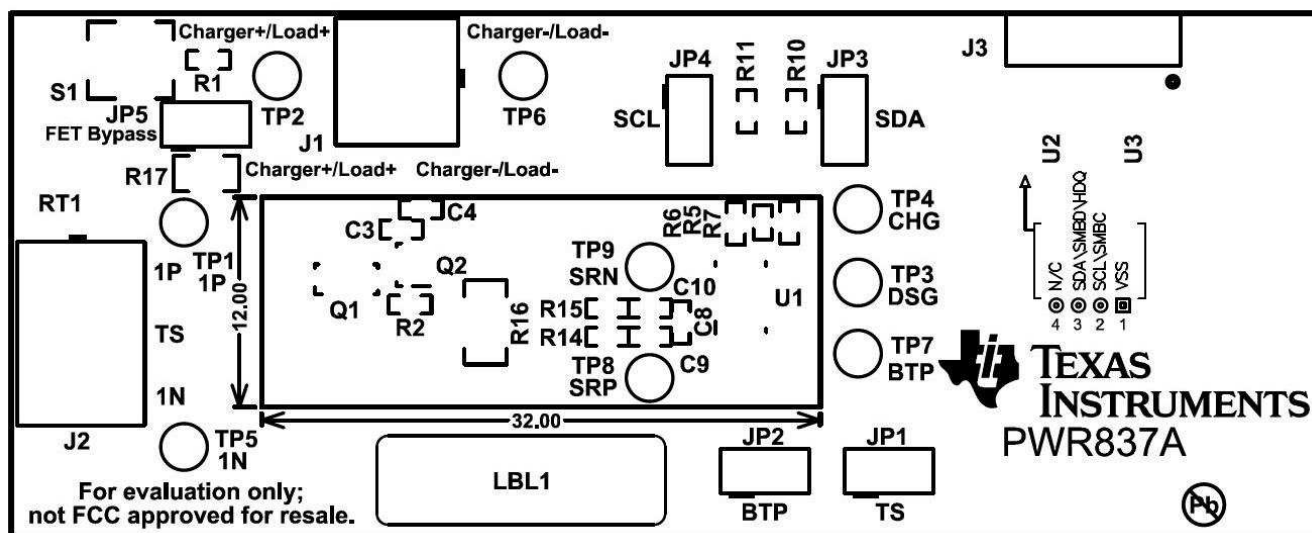 Charger+/Load+
Charger-/Load-
J3
S1
R1
JP5
FET Bypass
TP2
J1
TP6
JP4
SCL
R11
R10
JP3
SDA
R17
Charger+/Load+
Charger-/Load-
U2
U3
RT1
1P
TP1
1P
TS
1N
J2
TP5
1N
12.00
C4
C3
Q2
Q1
R2
R16
TP9
SRN
R15
R14
TP8
SRP
C10
C8
C9
R6
R5
R7
U1
TP4
CHG
TP3
DSG
TP7
BTP
N/C
SDA\SMBD\HDQ
SCL\SMBC
VSS
4 3 2 1
TEXAS
INSTRUMENTS
PWR837A
32.00
LBL1
JP2
BTP
JP1
TS
For evaluation only;
not FCC approved for resale.
Pb